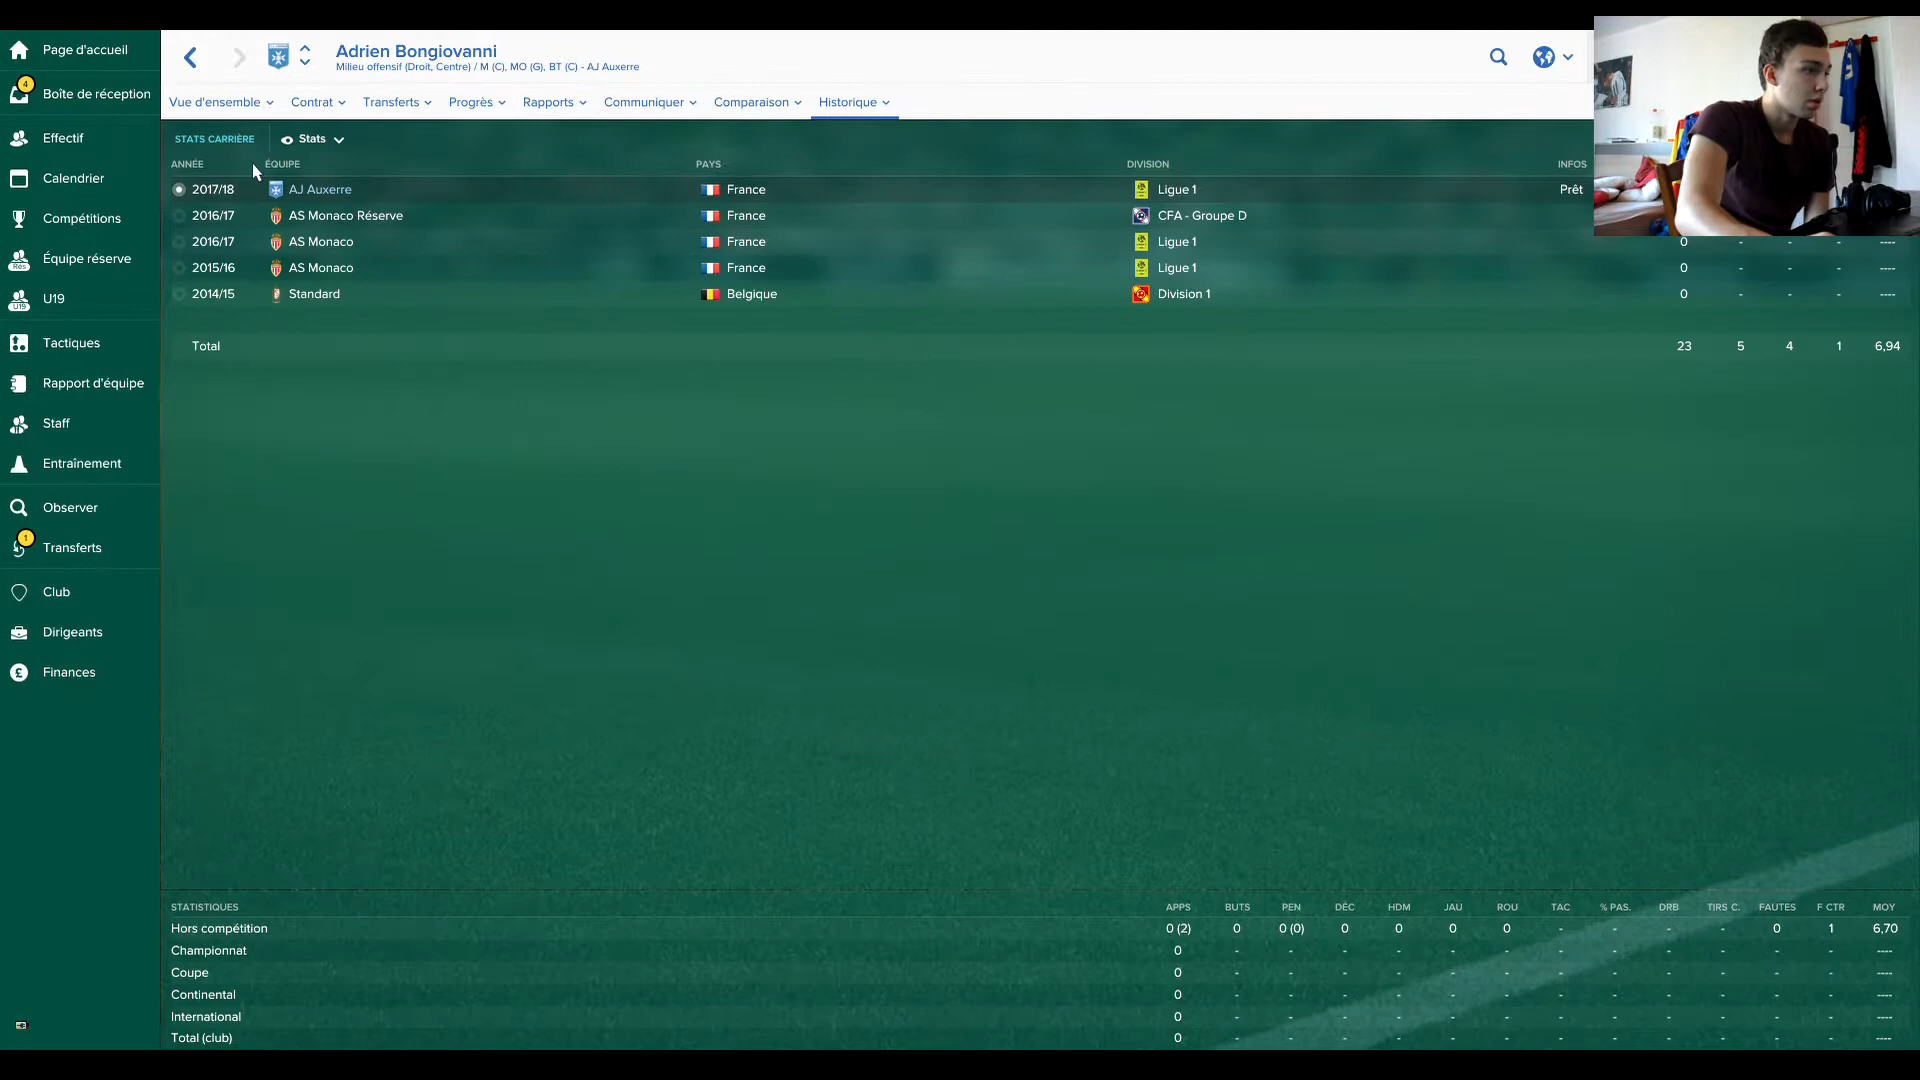 Page d'accueil
4
Boîte de réception
Effectif
Calendrier
Compétitions
Rés
Équipe réserve
U19
U19
Tactiques
Rapport d'équipe
Staff
Entraînement
Observer
1
Transferts
Club
Dirigeants
£
Finances
Adrien Bongiovanni
Milieu offensif (Droit, Centre) / M (C), MO (G), BT (C) - AJ Auxerre
Vue d'ensemble Contrat Transferts Progrès Rapports Communiquer Comparaison Historique
STATS CARRIÈRE Stats
ANNÉE ÉQUIPE PAYS DIVISION INFOS
2017/18 AJ Auxerre France Ligue 1 Prêt
2016/17 AS Monaco Réserve France CFA - Groupe D
2016/17 AS Monaco France Ligue 1 0 - - - ----
2015/16 AS Monaco France Ligue 1 0 - - - ----
2014/15 Standard Belgique Division 1 0 - - - ----
Total 23 5 4 1 6,94
STATISTIQUES APPS BUTS PEN DÉC HDM JAU ROU TAC % PAS. DRB TIRS C. FAUTES F CTR MOY
Hors compétition 0 (2) 0 0 (0) 0 0 0 0 - - - - 0 1 6,70
Championnat 0 - - - - - - - - - - - - ----
Coupe 0 - - - - - - - - - - - - ----
Continental 0 - - - - - - - - - - - - ----
International 0 - - - - - - - - - - - - ----
Total (club) 0 - - - - - - - - - - - - ----